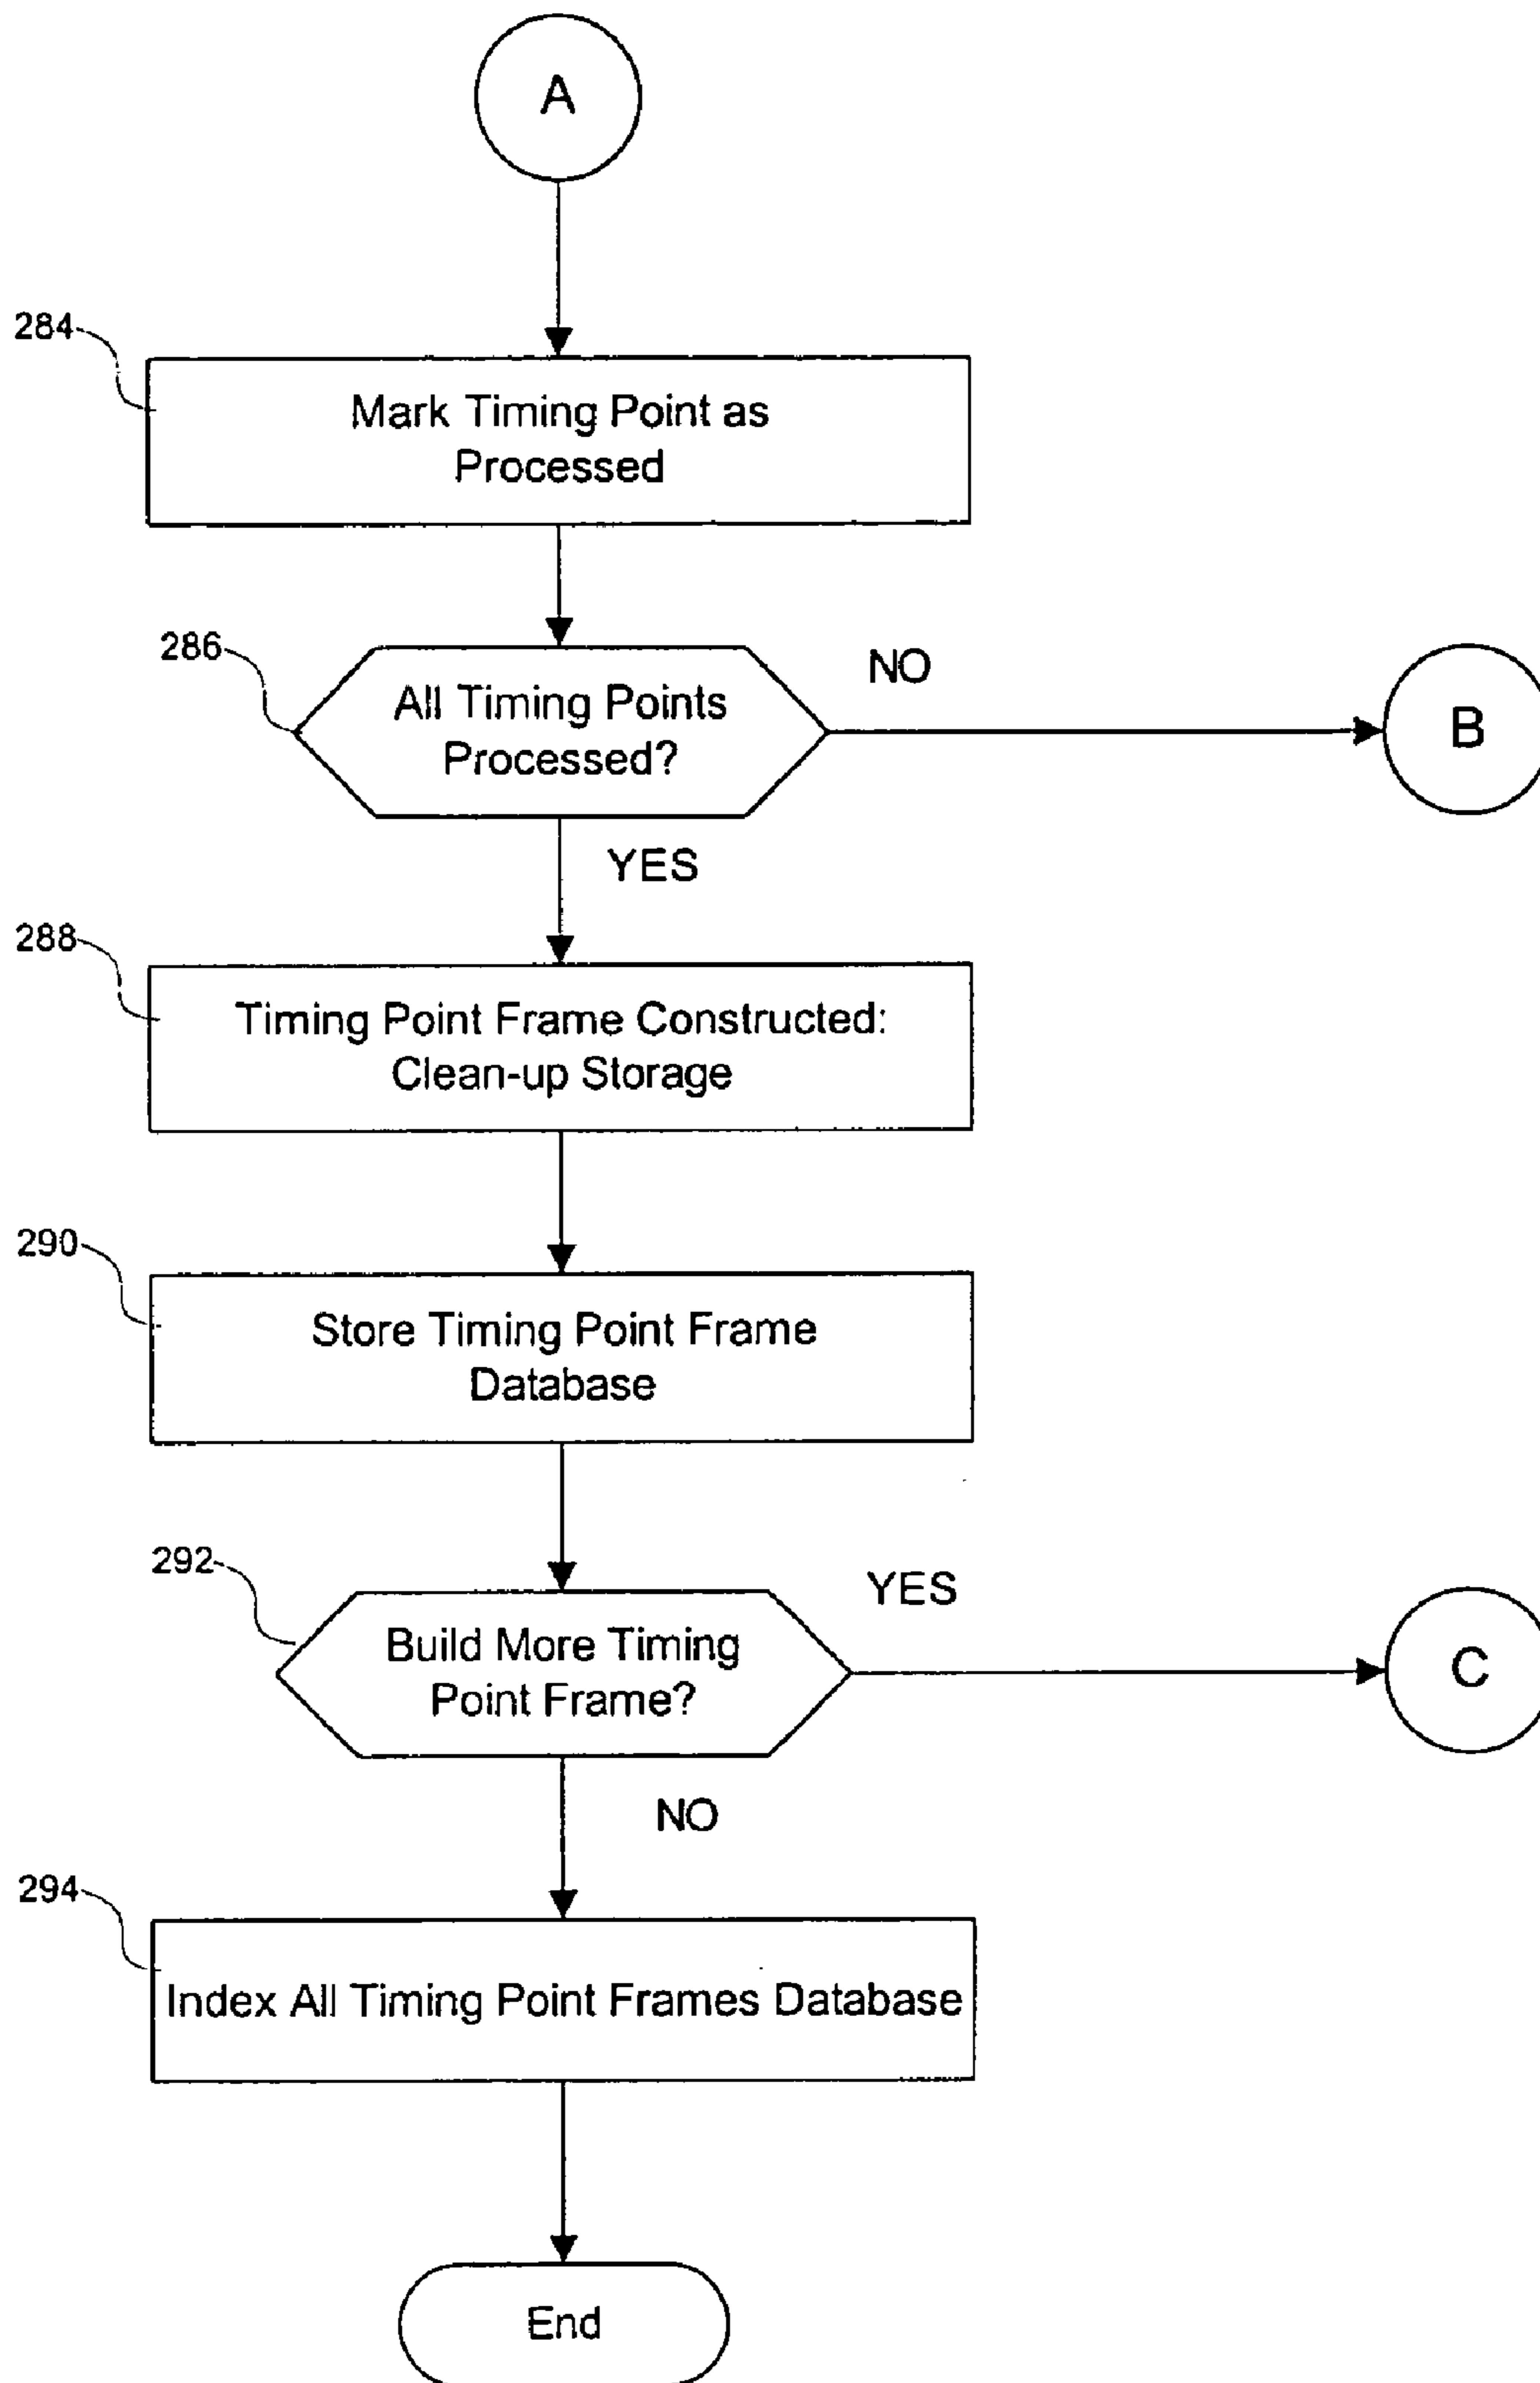 A
284
Mark Timing Point as
Processed
286
All Timing Points
Processed?
NO
B
YES
288
Timing Point Frame Constructed:
Clean-up Storage
290
Store Timing Point Frame
Database
292
Build More Timing
Point Frame?
YES
C
NO
294
Index All Timing Point Frames Database
End